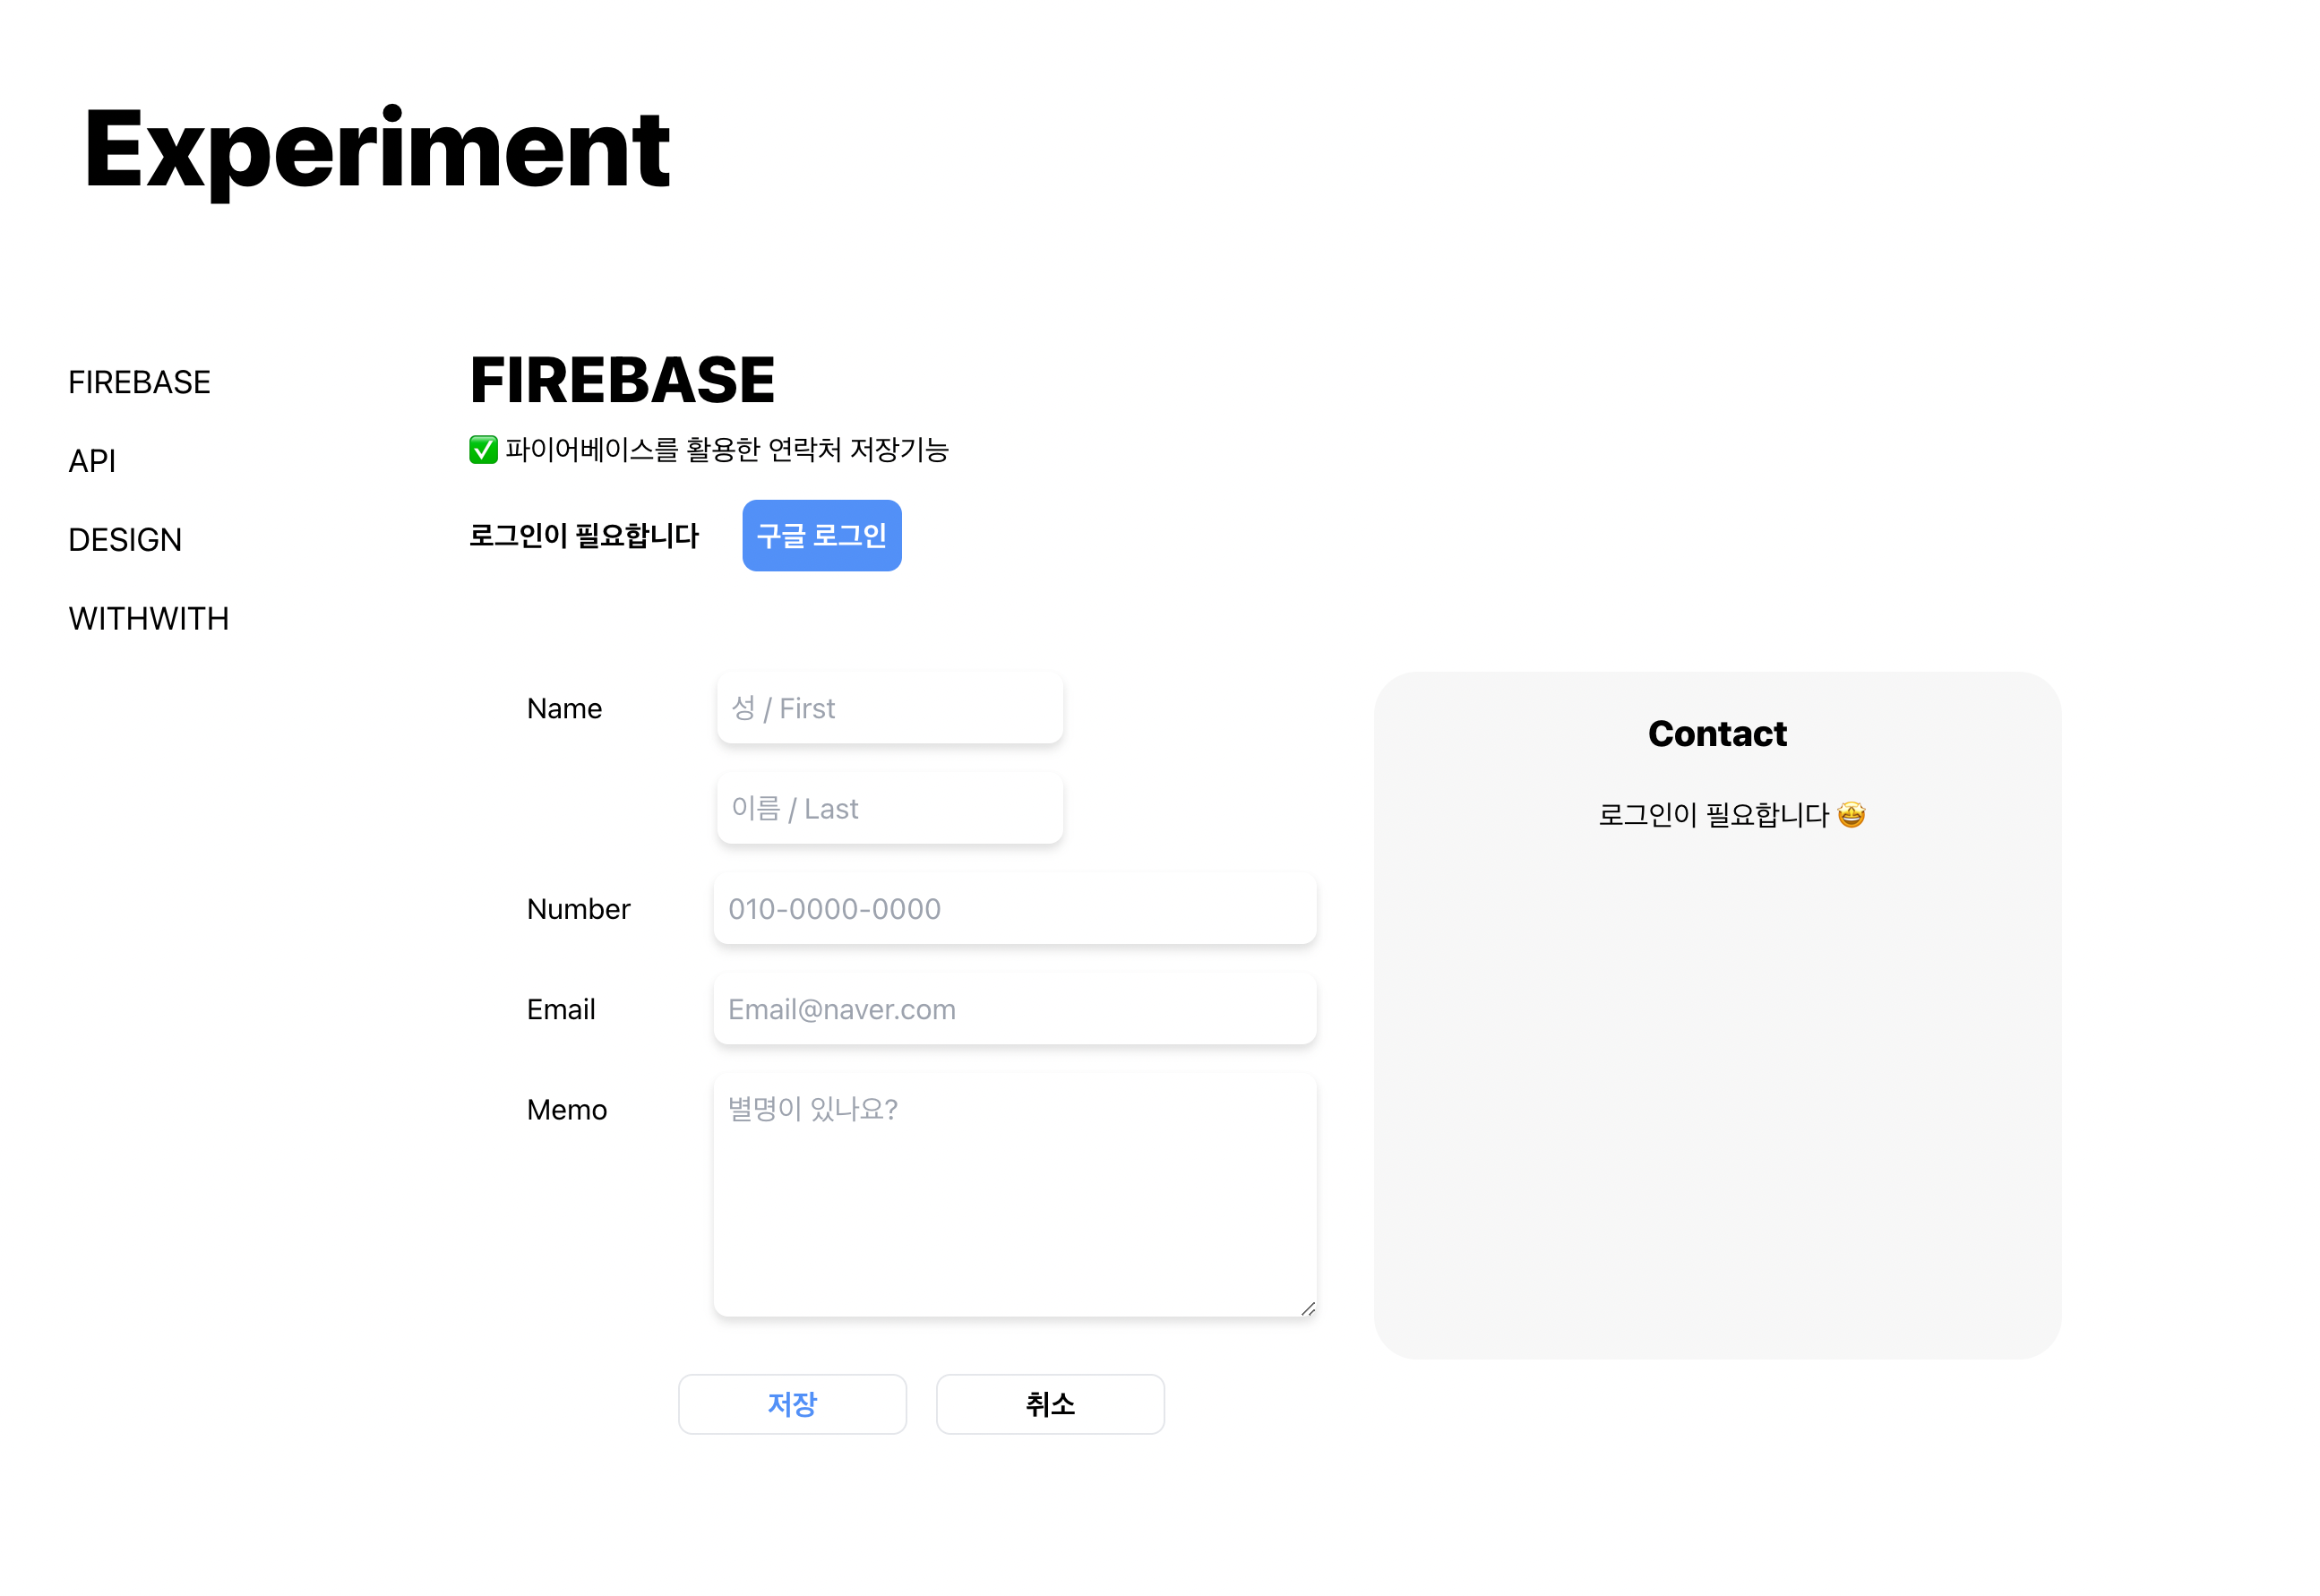 Experiment
FIREBASE
API
DESIGN
WITHWITH
FIREBASE
✅ 파이어베이스를 활용한 연락처 저장기능
로그인이 필요합니다 구글 로그인
Name 성 / First
이름 / Last
Number 010-0000-0000
Email Email@naver.com
Memo 별명이 있나요?
저장 취소
Contact
로그인이 필요합니다 🤩